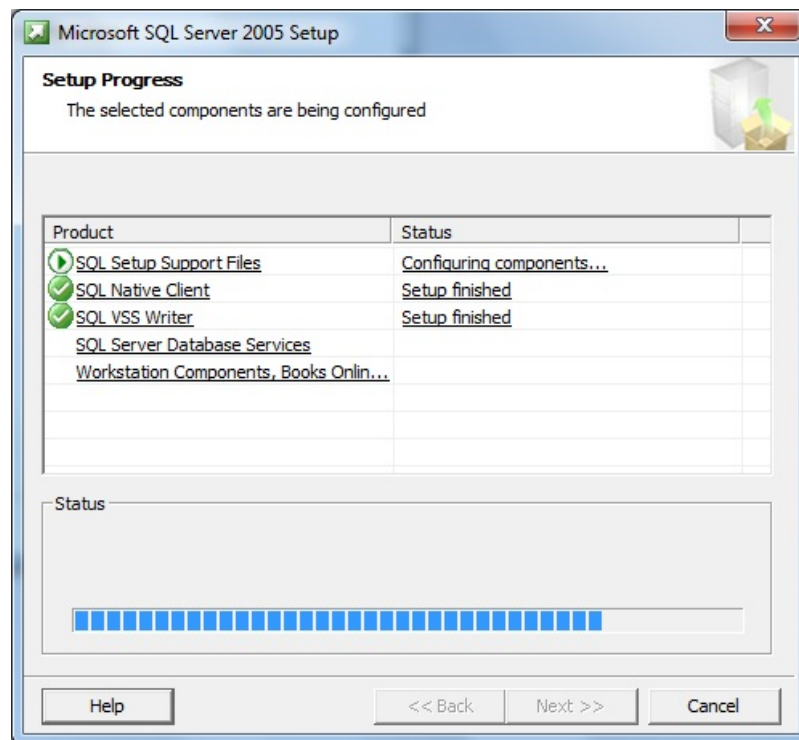 Microsoft SQL Server 2005 Setup
Setup Progress
The selected components are being configured
Product Status
SQL Setup Support Files Configuring components...
SQL Native Client Setup finished
SQL VSS Writer Setup finished
SQL Server Database Services
Workstation Components, Books Onlin...
Status
Help << Back Next >> Cancel